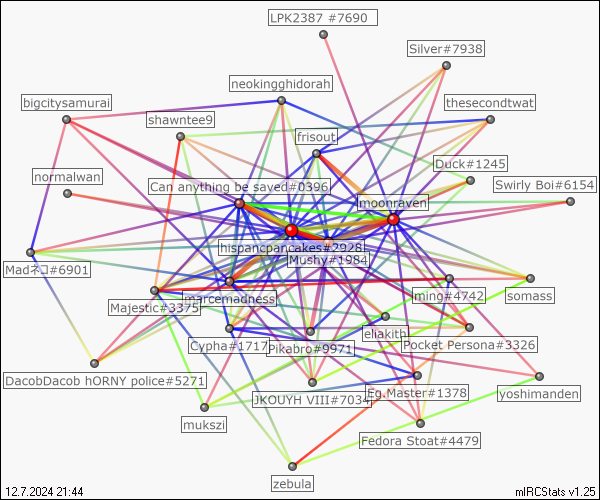 LPK2387 #7690
Silver#7938
neokingghidorah
bigcitysamurai
thesecondtwat
shawntee9
frisout
Duck#1245
normalwan
Can anything be saved#0396
Swirly Boi#6154
moonraven
hispancpancakes#2928
Mushy#1984
Madネコ#6901
marcemadness
ming#4742
somass
Majestic#3375
eliakith
Cypha#1717
Pikabro#9971
Pocket Persona#3326
DacobDacob hORNY police#5271
JKOUYH VIII#7034
Eg.Master#1378
yoshimanden
mukszi
Fedora Stoat#4479
zebula
12.7.2024 21:44
mIRCStats v1.25